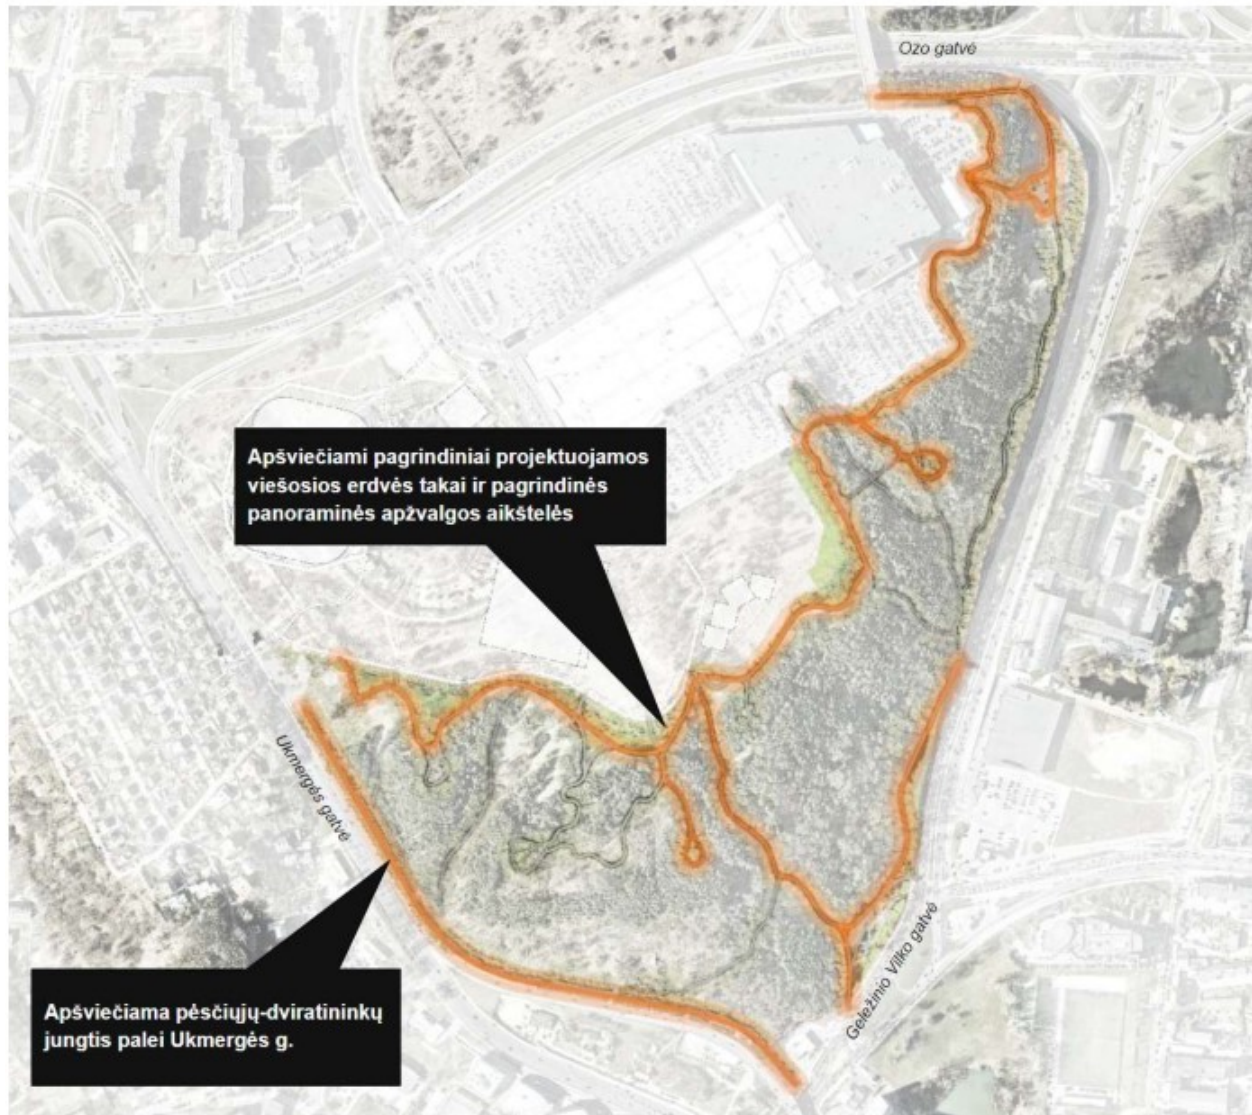 Ozo gatvė
Apšviečiami pagrindiniai projektuojamos
viešosios erdvės takai ir pagrindinės
panoraminės apžvalgos aikštelės
Ukmergės gatvė
Geležinio Vilko gatvė
Apšviečiama pėsčiųjų-dviratininkų
jungtis palei Ukmergės g.